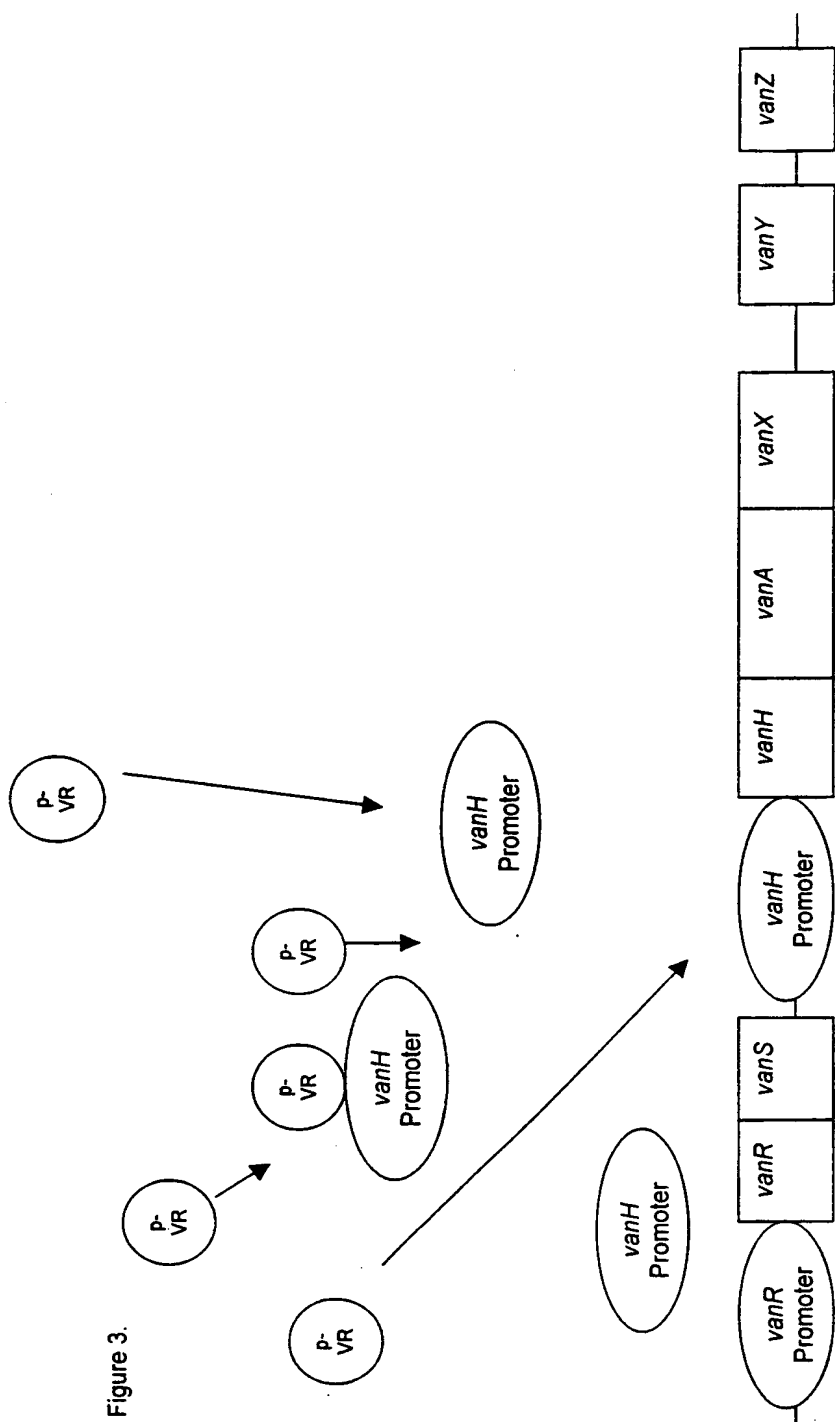 Figure 3.
p-
VR
p-
VR
p-
VR
p-
VR
p-
VR
vanH
Promoter
vanH
Promoter
vanH
Promoter
vanR
Promoter
vanR
vanS
vanH
Promoter
vanH
vanA
vanX
vanY
vanZ